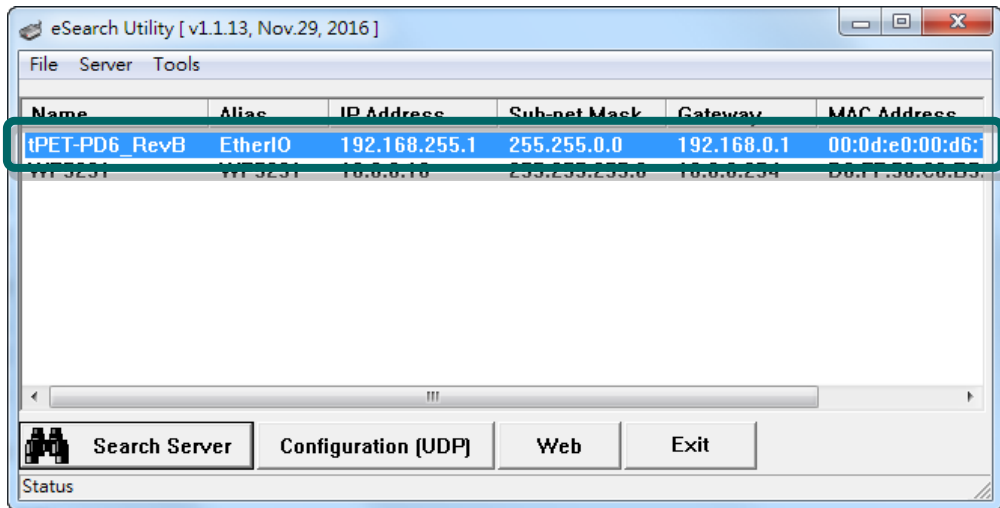 eSearch Utility [ v1.1.13, Nov.29, 2016 ]
File Server Tools
Name Alias IP Address Sub-net Mask Gateway MAC Address
tPET-PD6_RevB EtherIO 192.168.255.1 255.255.0.0 192.168.0.1 00:0d:e0:00:d6:
Search Server Configuration (UDP) Web Exit
Status